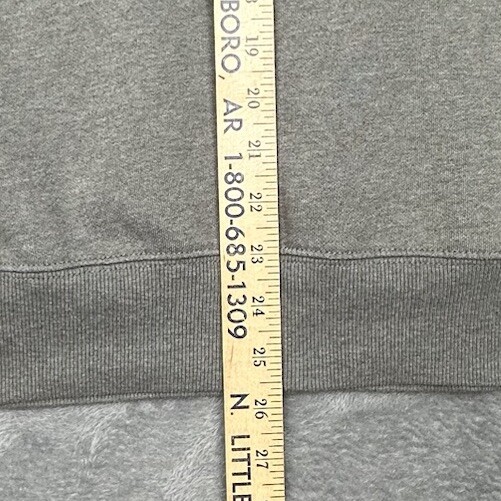 BORO, AR 1-800-685-1309 N. LITTLE
19 20 21 22 23 24 25 26 27